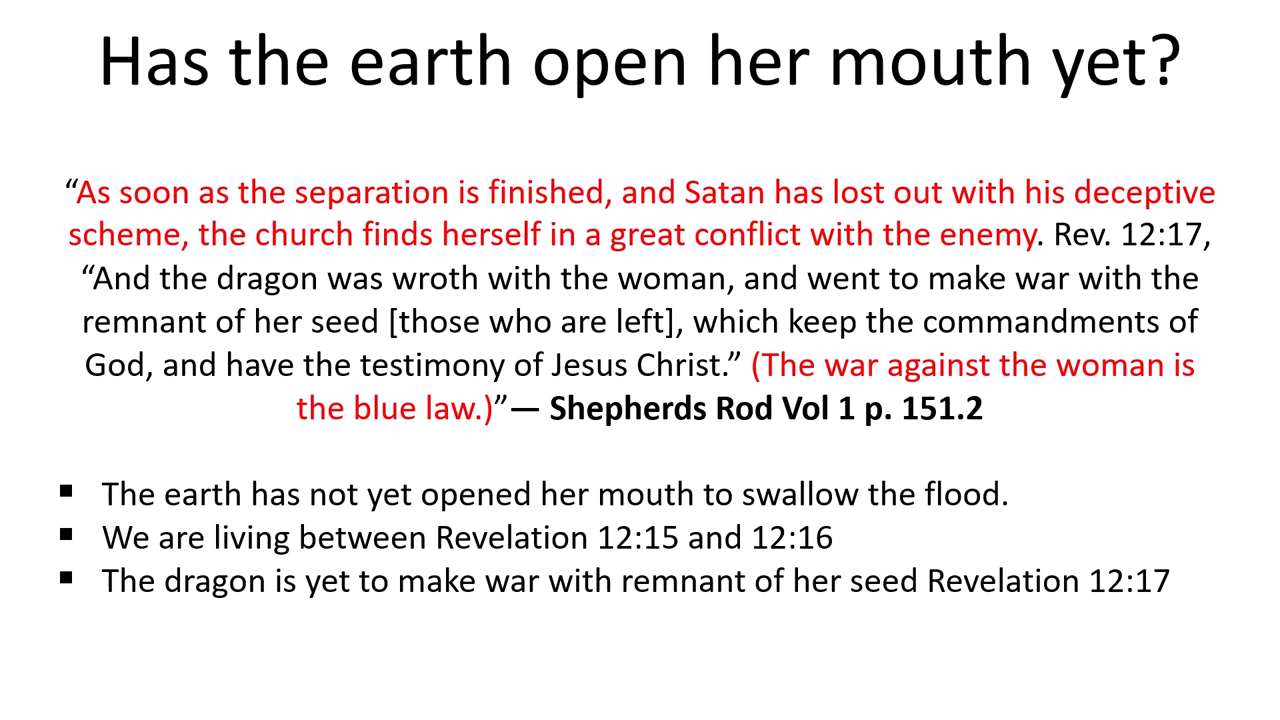 Has the earth open her mouth yet?
“As soon as the separation is finished, and Satan has lost out with his deceptive
scheme, the church finds herself in a great conflict with the enemy. Rev. 12:17,
“And the dragon was wroth with the woman, and went to make war with the
remnant of her seed [those who are left], which keep the commandments of
God, and have the testimony of Jesus Christ.” (The war against the woman is
the blue law.)”— Shepherds Rod Vol 1 p. 151.2
▪ The earth has not yet opened her mouth to swallow the flood.
▪ We are living between Revelation 12:15 and 12:16
▪ The dragon is yet to make war with remnant of her seed Revelation 12:17